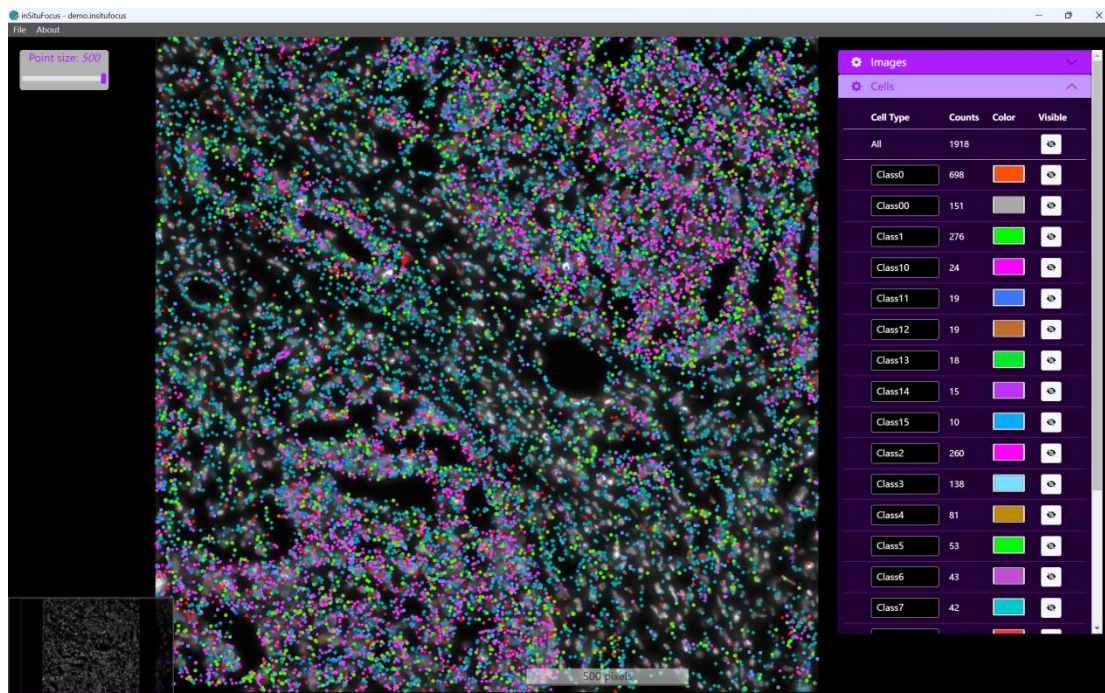 inSituFocus - demo.insitufocus
File About
Point size: 500
Images
Cells
Cell Type Counts Color Visible
All 1918
Class0 698
Class00 151
Class1 276
Class10 24
Class11 19
Class12 19
Class13 18
Class14 15
Class15 10
Class2 260
Class3 138
Class4 81
Class5 53
Class6 43
Class7 42
500 pixels